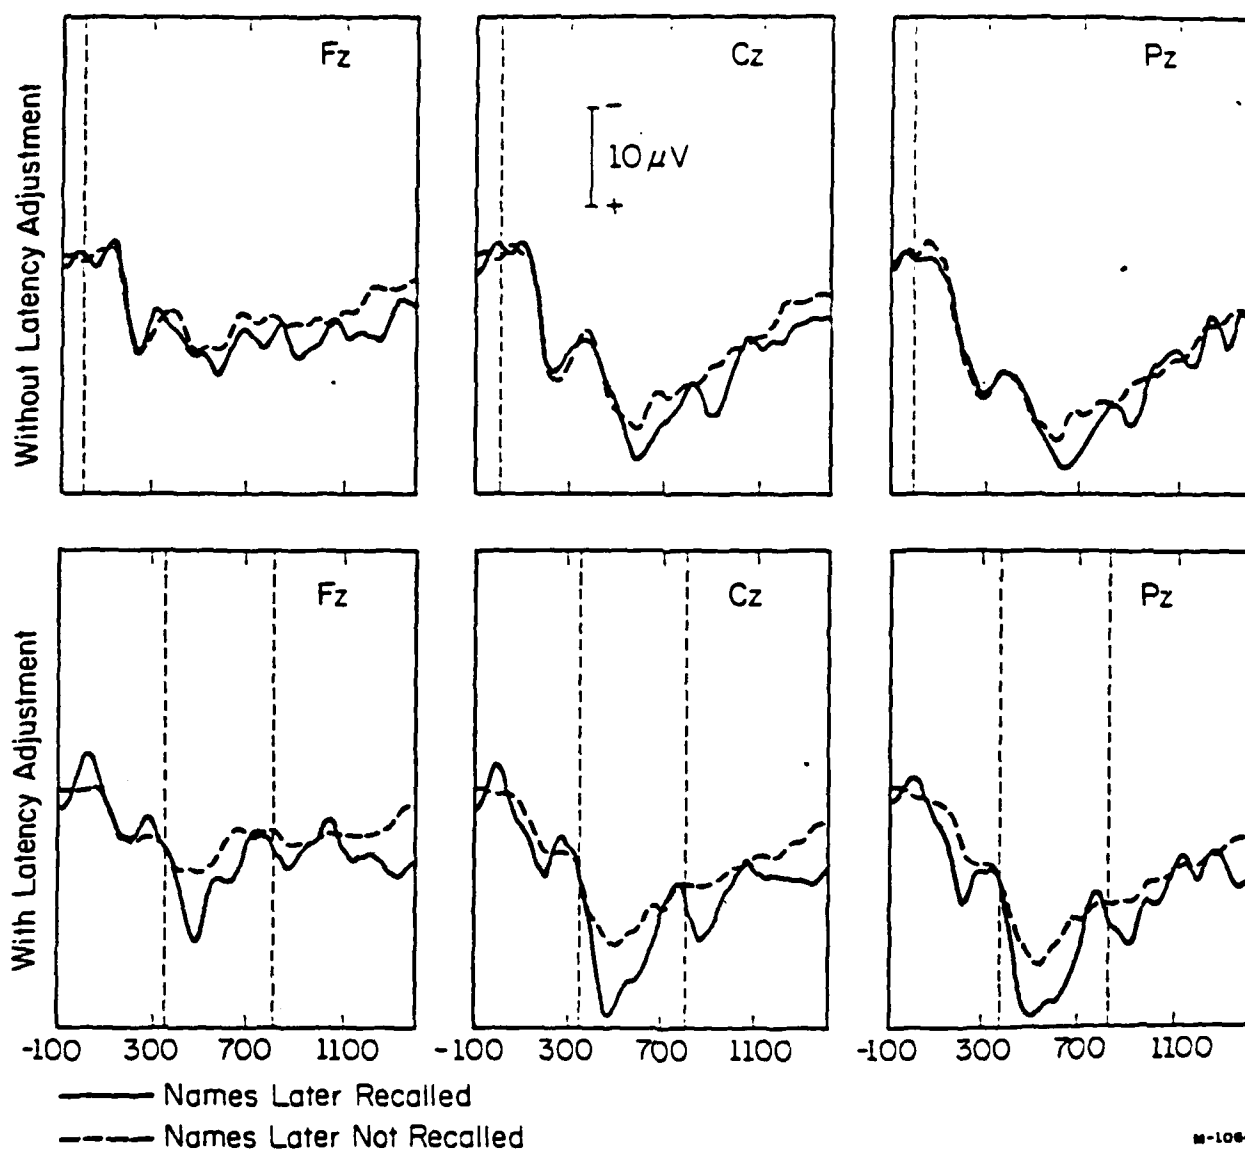 Without Latency Adjustment
Fz
Cz
Pz
−
10 μV
+
With Latency Adjustment
Fz
Cz
Pz
-100 300 700 1100
-100 300 700 1100
-100 300 700 1100
Names Later Recalled
Names Later Not Recalled